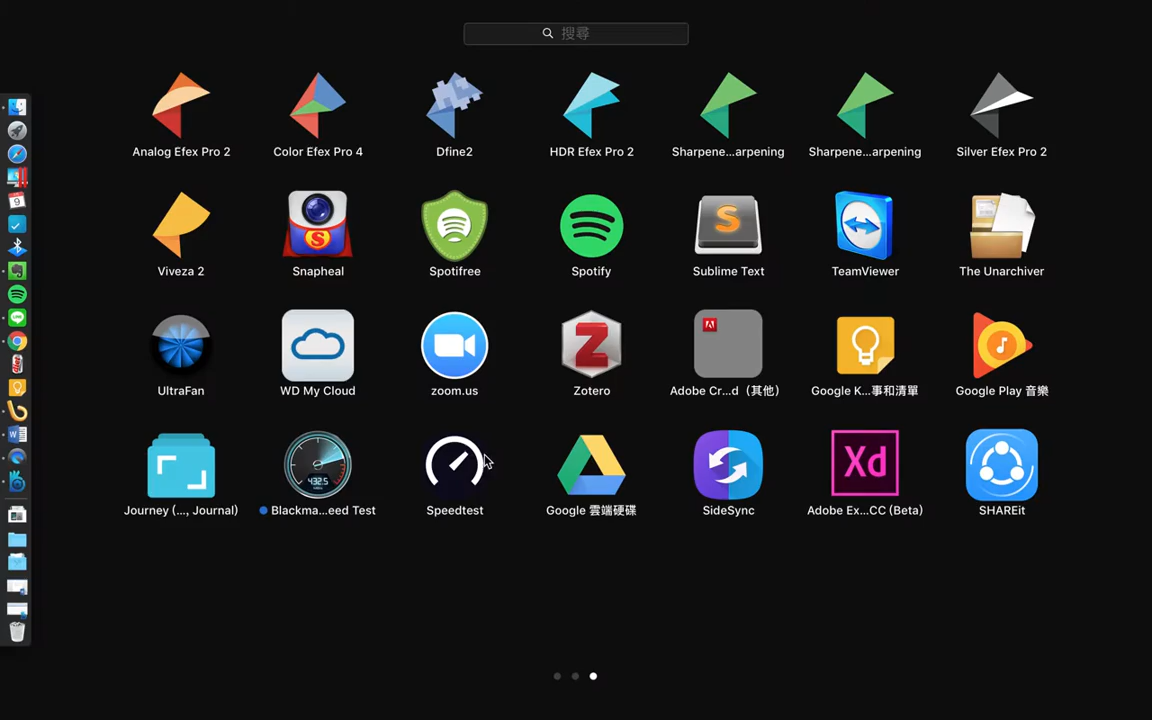 搜尋
Analog Efex Pro 2
Color Efex Pro 4
Dfine2
HDR Efex Pro 2
Sharpene...arpening
Sharpene...arpening
Silver Efex Pro 2
Viveza 2
Snapheal
Spotifree
Spotify
Sublime Text
TeamViewer
The Unarchiver
UltraFan
WD My Cloud
zoom.us
Zotero
Adobe Cr...d（其他）
Google K...事和清單
Google Play 音樂
432.5
Xd
Journey (..., Journal)
Blackma...eed Test
Speedtest
Google 雲端硬碟
SideSync
Adobe Ex...CC (Beta)
SHAREit